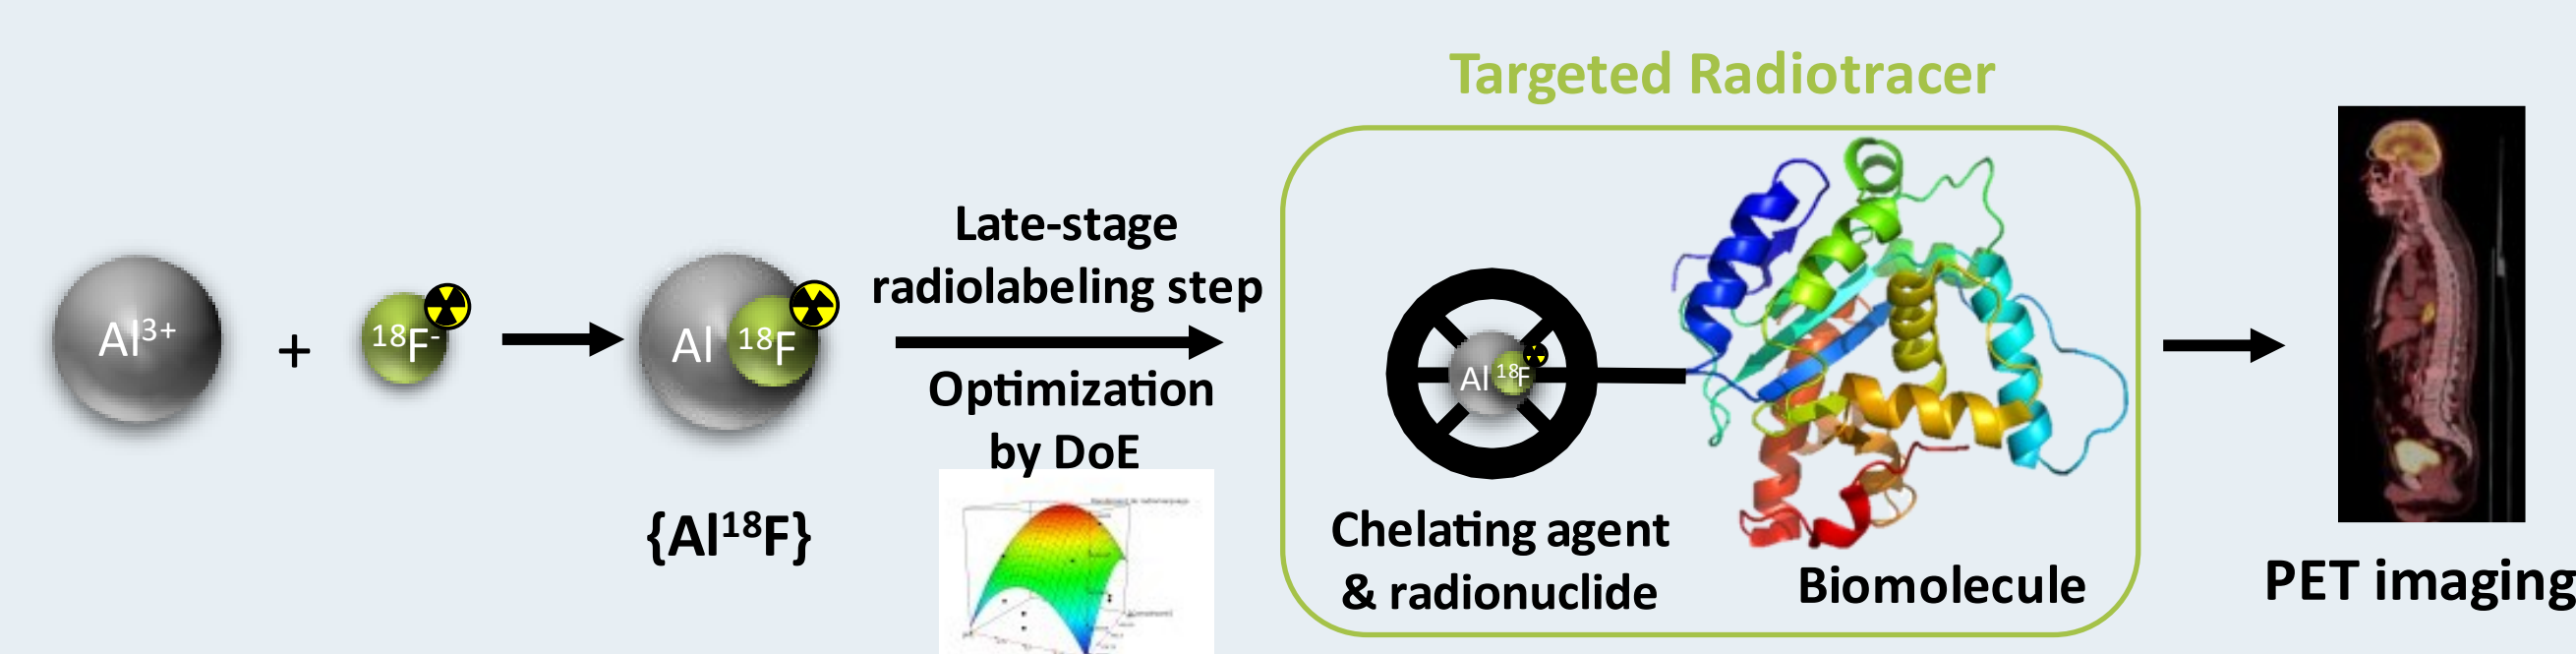 Targeted Radiotracer
Al³⁺
+
¹⁸F⁻
Al ¹⁸F
{Al¹⁸F}
Late-stage
radiolabeling step
Optimization
by DoE
Al ¹⁸F
Chelating agent
& radionuclide
Biomolecule
PET imaging